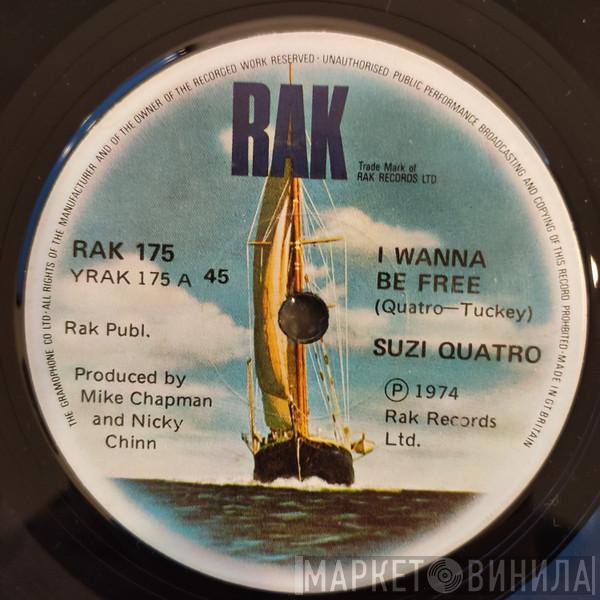 THE GRAMOPHONE CO LTD·ALL RIGHTS OF THE MANUFACTURER AND OF THE OWNER OF THE RECORDED WORK RESERVED·UNAUTHORISED PUBLIC PERFORMANCE BROADCASTING AND COPYING OF THIS RECORD PROHIBITED·MADE IN GT BRITAIN
RAK
Trade Mark of
RAK RECORDS LTD
RAK 175
YRAK 175 A 45
Rak Publ.
Produced by
Mike Chapman
and Nicky
Chinn
I WANNA
BE FREE
(Quatro—Tuckey)
SUZI QUATRO
℗ 1974
Rak Records
Ltd.
МАРКЕТ ВИНИЛА